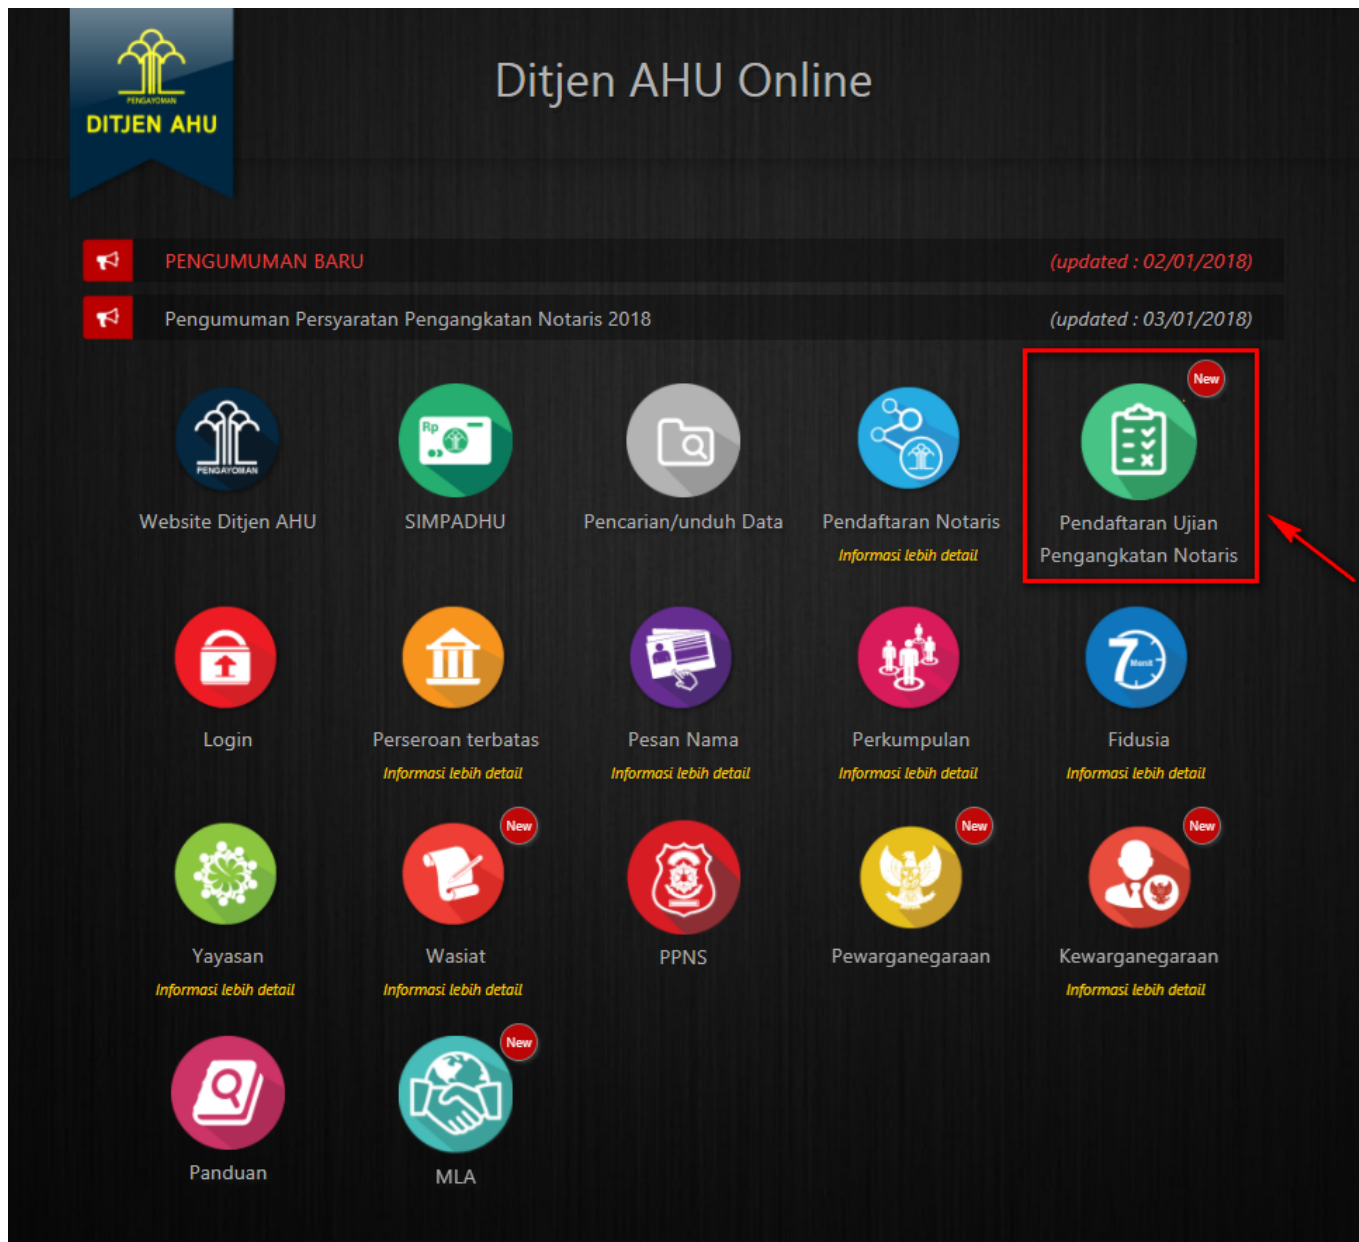 PENGAYOMAN
DITJEN AHU
Ditjen AHU Online
PENGUMUMAN BARU
(updated : 02/01/2018)
Pengumuman Persyaratan Pengangkatan Notaris 2018
(updated : 03/01/2018)
PENGAYOMAN
Website Ditjen AHU
Rp
SIMPADHU
Pencarian/unduh Data
Pendaftaran Notaris
Informasi lebih detail
New
Pendaftaran Ujian
Pengangkatan Notaris
Login
Perseroan terbatas
Informasi lebih detail
Pesan Nama
Informasi lebih detail
Perkumpulan
Informasi lebih detail
7 Menit
Fidusia
Informasi lebih detail
Yayasan
Informasi lebih detail
New
Wasiat
Informasi lebih detail
PPNS
New
Pewarganegaraan
New
Kewarganegaraan
Informasi lebih detail
Panduan
New
MLA